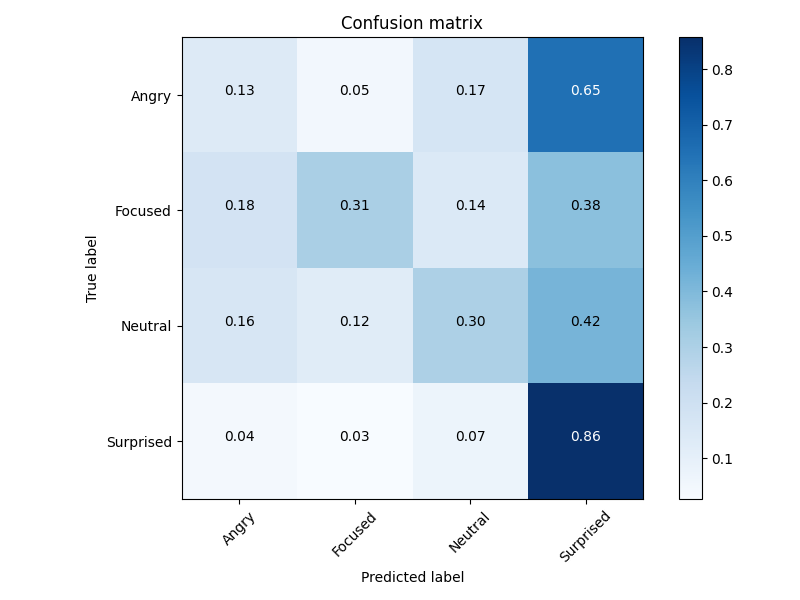 Confusion matrix
Angry 0.13 0.05 0.17 0.65
Focused 0.18 0.31 0.14 0.38
Neutral 0.16 0.12 0.30 0.42
Surprised 0.04 0.03 0.07 0.86
True label
Angry Focused Neutral Surprised
Predicted label
0.8
0.7
0.6
0.5
0.4
0.3
0.2
0.1